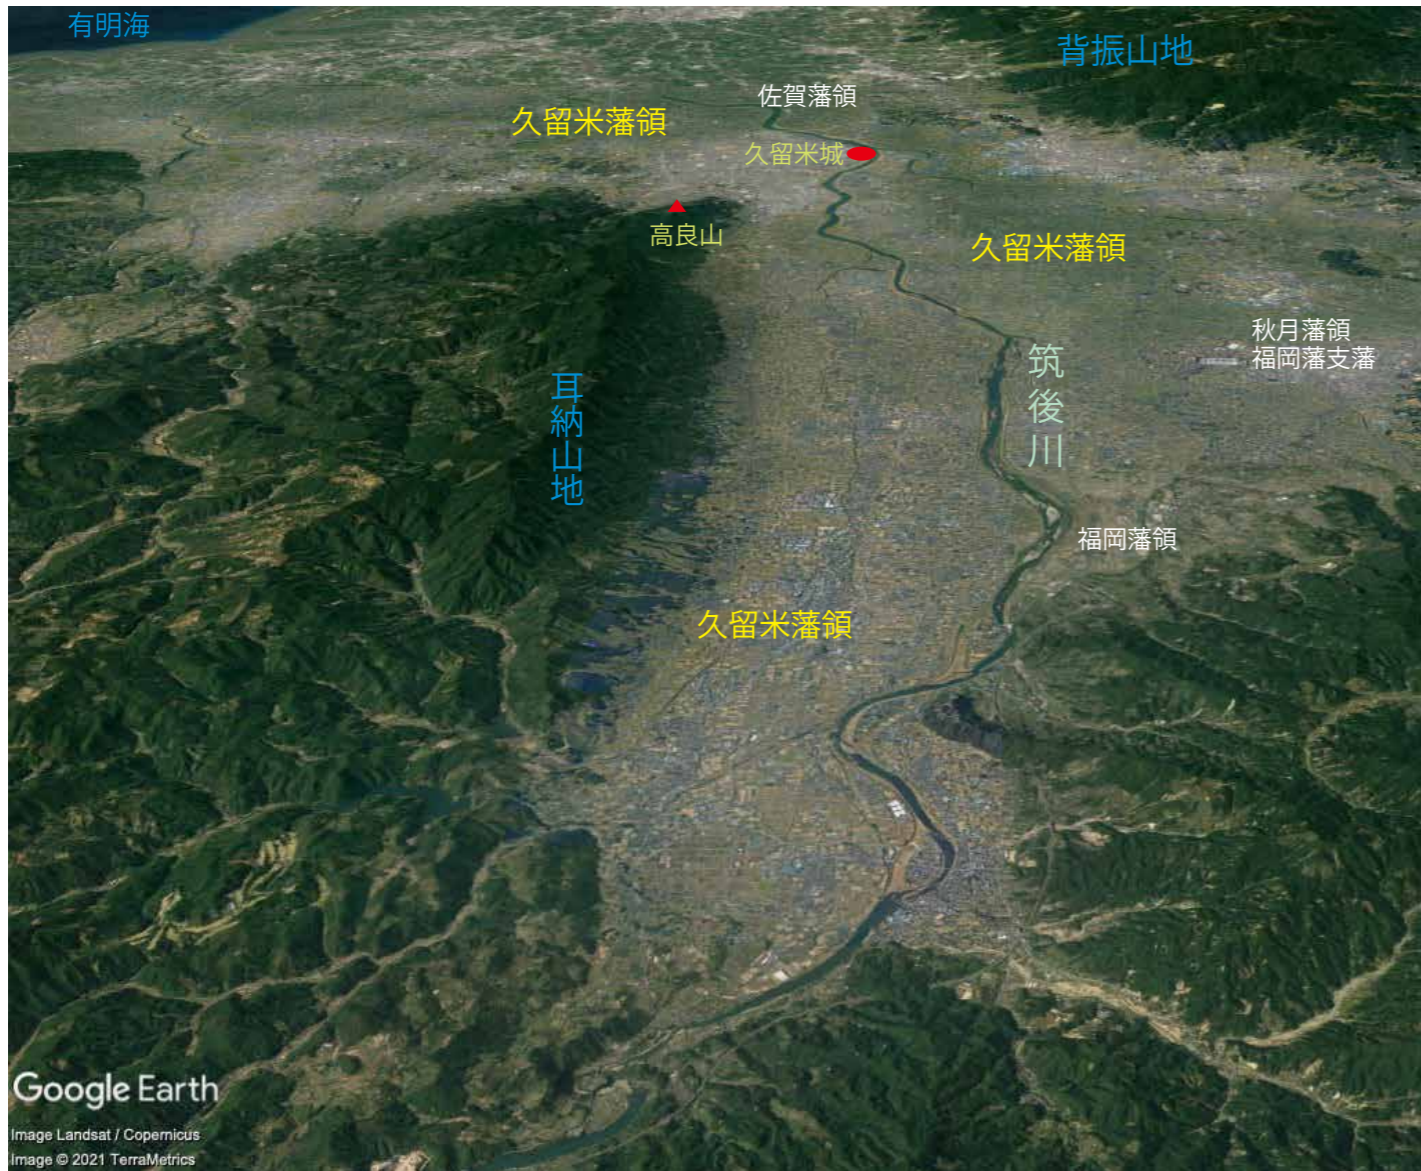 有明海
背振山地
佐賀藩領
久留米藩領
久留米城
高良山
久留米藩領
秋月藩領
福岡藩支藩
筑後川
耳納山地
福岡藩領
久留米藩領
Google Earth
Image Landsat / Copernicus
Image © 2021 TerraMetrics